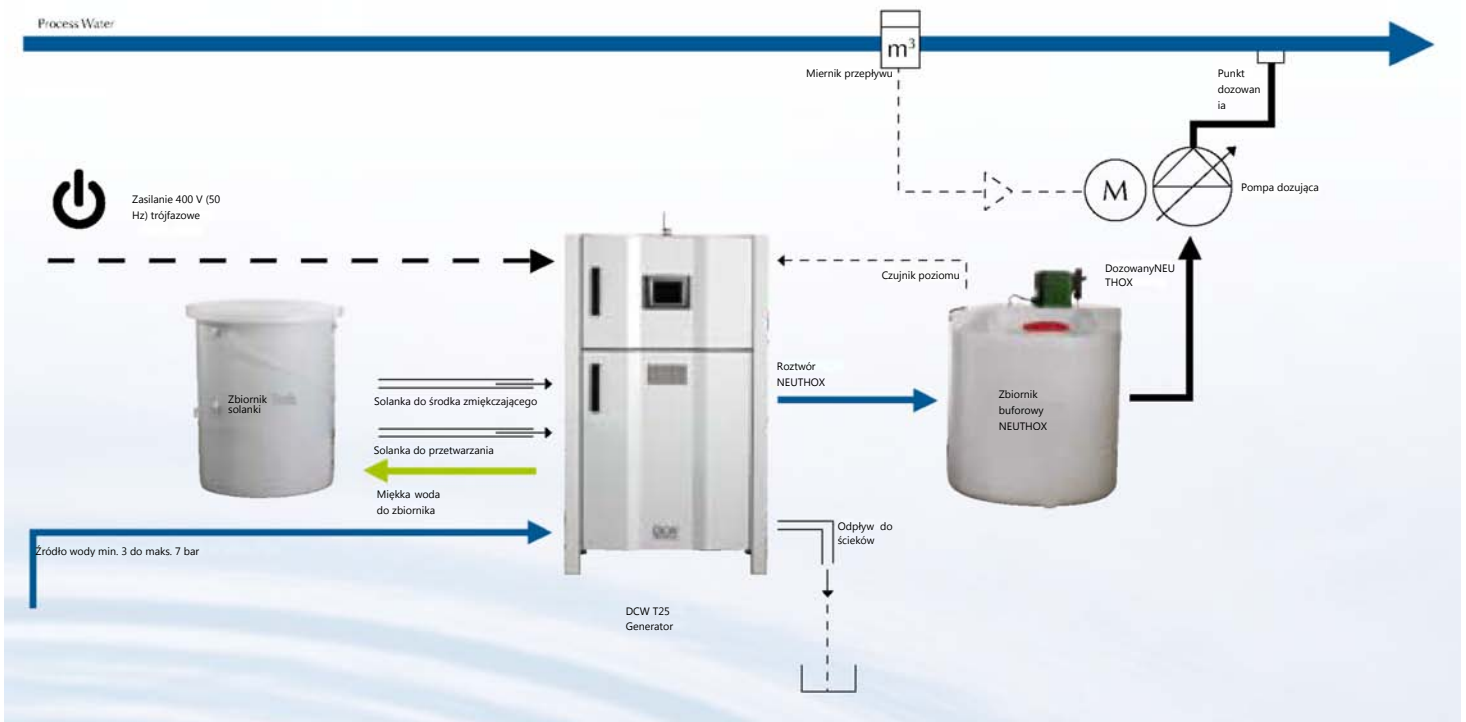 Process Water
m³
Miernik przepływu
Punkt
dozowan
ia
Zasilanie 400 V (50
Hz) trójfazowe
M
Pompa dozująca
Czujnik poziomu
DozowanyNEU
THOX
Zbiornik
solanki
Solanka do środka zmiękczającego
Roztwór
NEUTHOX
Zbiornik
buforowy
NEUTHOX
Solanka do przetwarzania
Miękka woda
do zbiornika
Źródło wody min. 3 do maks. 7 bar
DCW
Odpływ do
ścieków
DCW T25
Generator